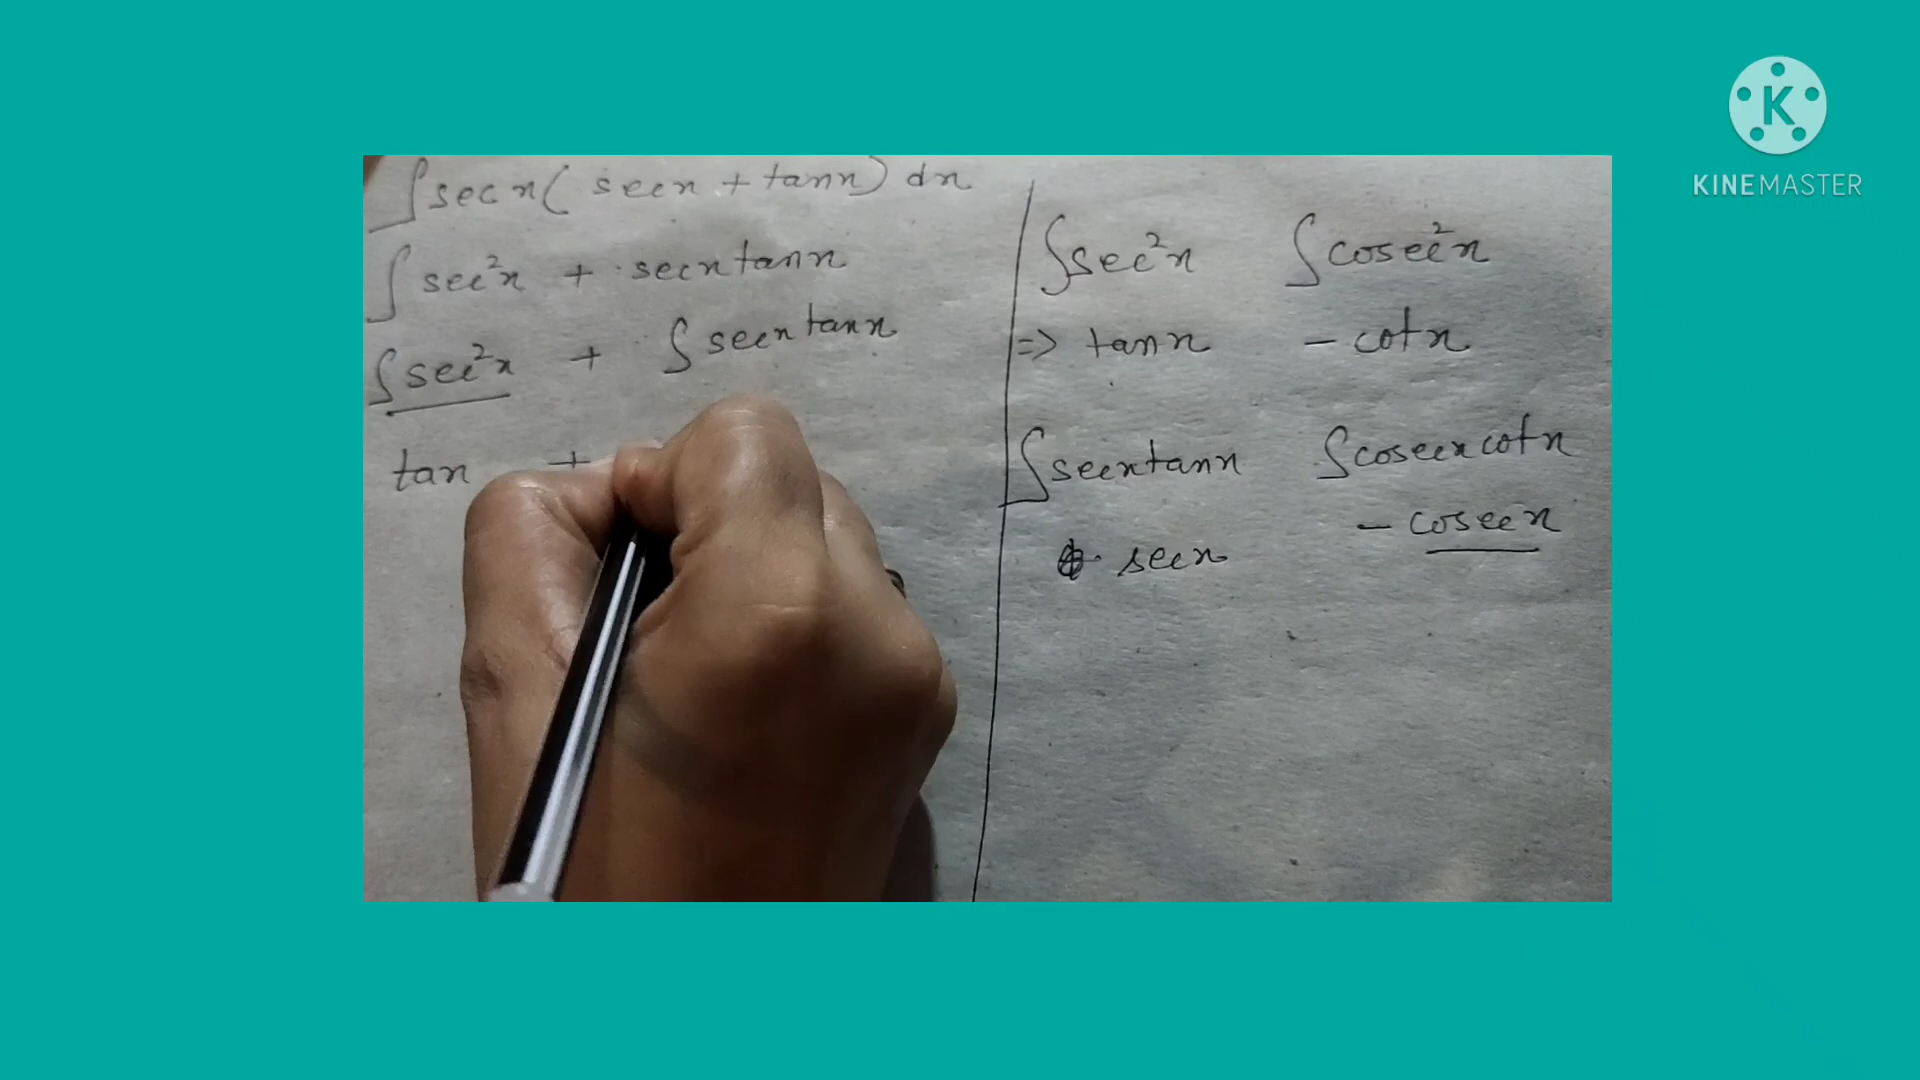 ∫secx(secx + tanx) dx
∫sec²x + secxtanx
∫sec²x + ∫secxtanx
tan +
∫sec²x ∫cosec²x
=> tanx - cotx
∫secxtanx ∫cosecxcotx
secx - cosecx
K
KINEMASTER